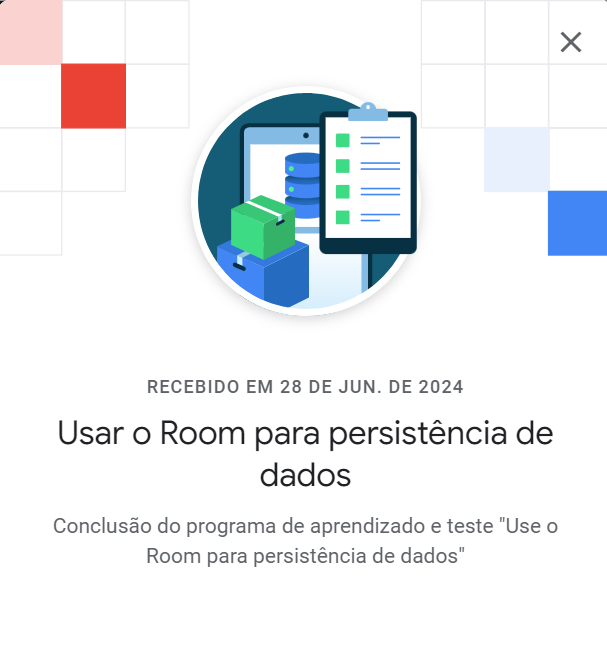 RECEBIDO EM 28 DE JUN. DE 2024
Usar o Room para persistência de
dados
Conclusão do programa de aprendizado e teste "Use o
Room para persistência de dados"